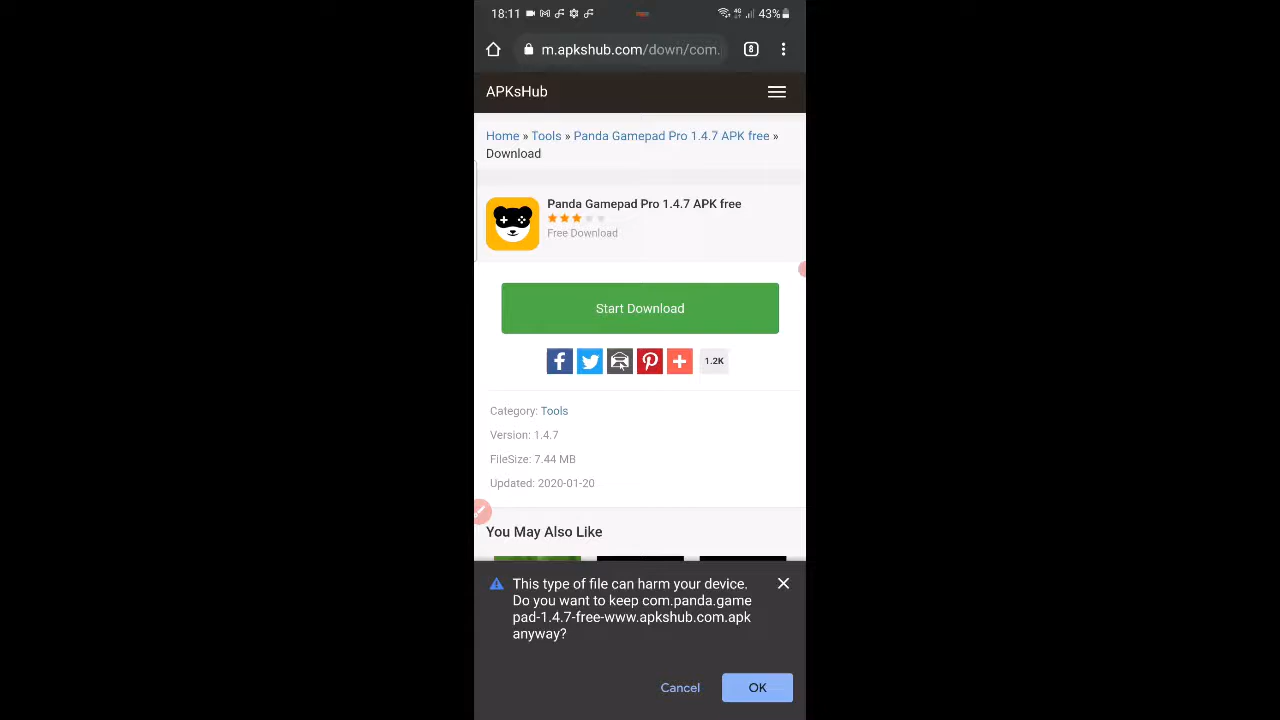 18:11
43%
m.apkshub.com/down/com.
8
APKsHub
Home » Tools » Panda Gamepad Pro 1.4.7 APK free »
Download
Panda Gamepad Pro 1.4.7 APK free
Free Download
Start Download
1.2K
Category: Tools
Version: 1.4.7
FileSize: 7.44 MB
Updated: 2020-01-20
You May Also Like
This type of file can harm your device.
Do you want to keep com.panda.game
pad-1.4.7-free-www.apkshub.com.apk
anyway?
Cancel
OK